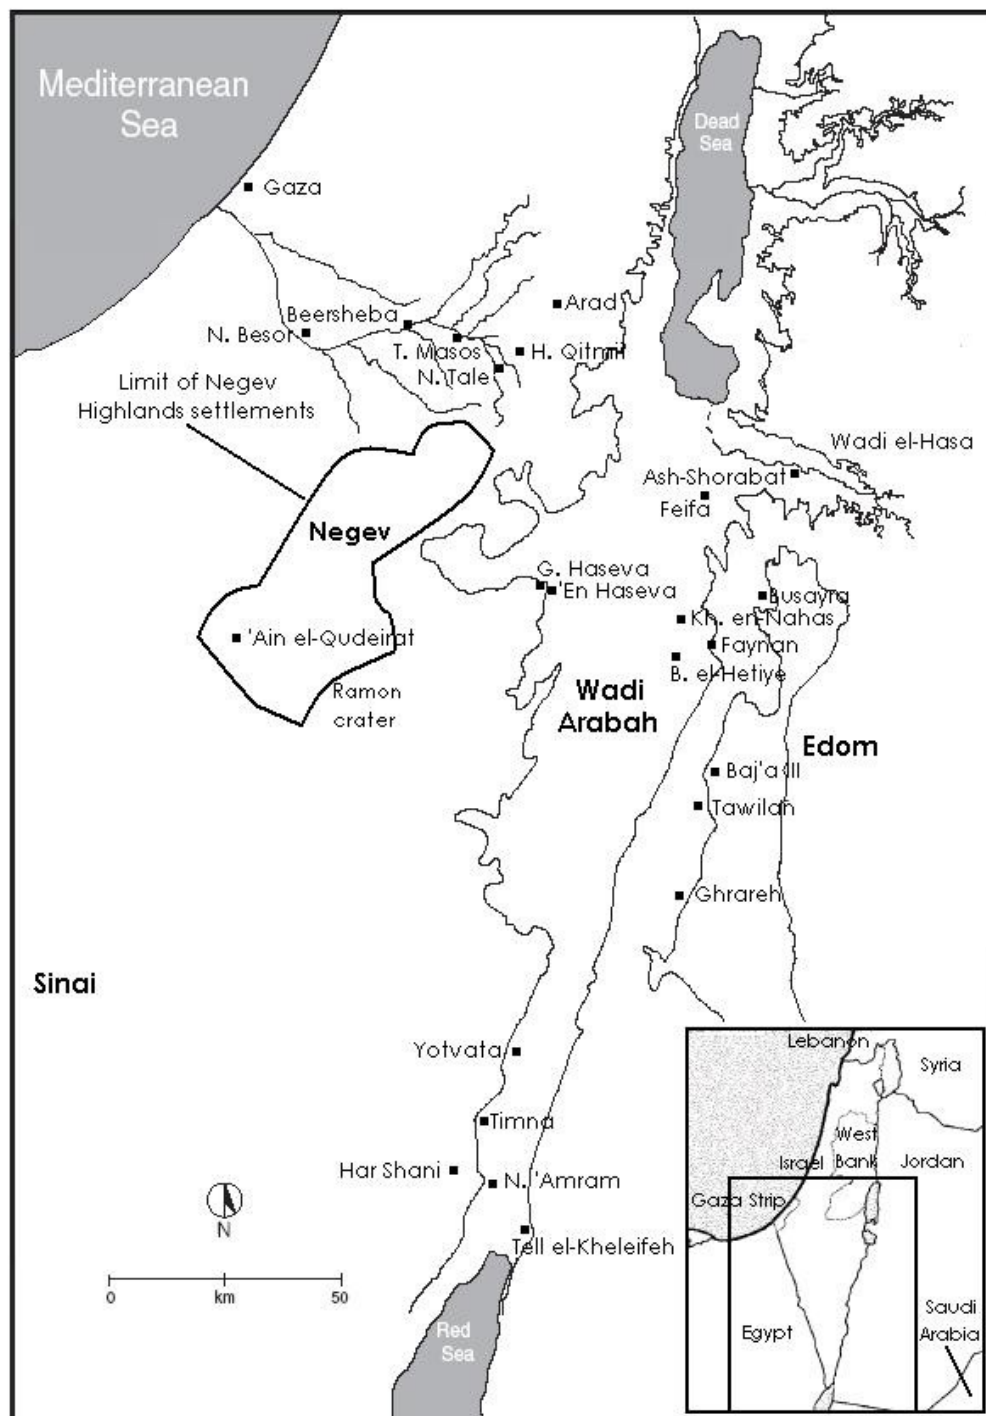 Mediterranean
Sea
Dead
Sea
Gaza
Arad
Beersheba
N. Besor
T. Masos
H. Qitmit
N. Tale
Limit of Negev
Highlands settlements
Wadi el-Hasa
Ash-Shorabat
Feifa
Negev
G. Haseva
'En Haseva
Busayra
Kh. en-Nahas
'Ain el-Qudeirat
Faynan
B. el-Hetiye
Ramon
crater
Wadi
Arabah
Edom
Baj'a III
Tawilan
Ghrareh
Sinai
Yotvata
Timna
Har Shani
N. 'Amram
Tell el-Kheleifeh
N
0
km
50
Red
Sea
Lebanon
Syria
West
Bank
Israel
Jordan
Gaza Strip
Egypt
Saudi
Arabia